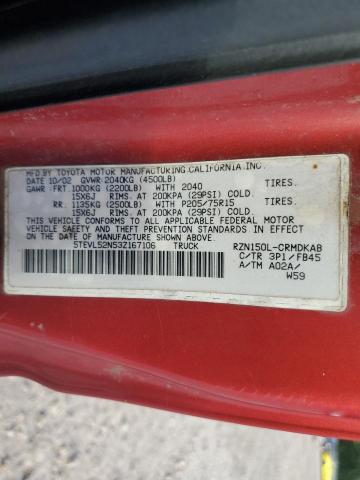 MFD. BY TOYOTA MOTOR MANUFACTURING,CALIFORNIA,INC.
DATE 10/02 GVWR 2040KG (4500LB)
GAWR FRT. 1000KG (2200LB) WITH 2040 TIRES.
15X6J RIMS. AT 200KPA (29PSI) COLD.
RR. 1135KG (2500LB) WITH P205/75R15 TIRES.
15X6J RIMS. AT 200KPA (29PSI) COLD.
THIS VEHICLE CONFORMS TO ALL APPLICABLE FEDERAL MOTOR
VEHICLE SAFETY AND THEFT PREVENTION STANDARDS IN EFFECT
ON THE DATE OF MANUFACTURE SHOWN ABOVE.
5TEVL52N53Z167106 TRUCK
RZN150L-CRMDKAB
C/TR 3P1/FB45
A/TM A02A/
W59